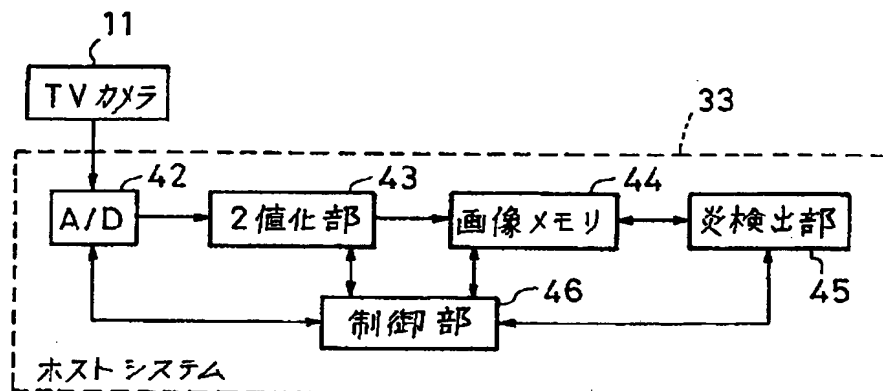 11
TVカメラ
33
42
43
44
A/D
2値化部
画像メモリ
炎検出部
45
46
制御部
ホストシステム